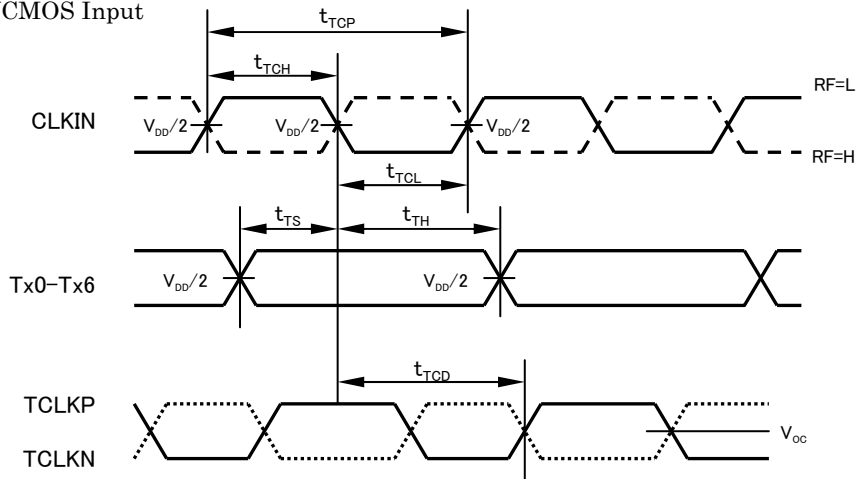 CMOS Input
tTCP
tTCH
RF=L
CLKIN
VDD/2
VDD/2
VDD/2
RF=H
tTCL
tTS
tTH
Tx0-Tx6
VDD/2
VDD/2
tTCD
TCLKP
TCLKN
VOC